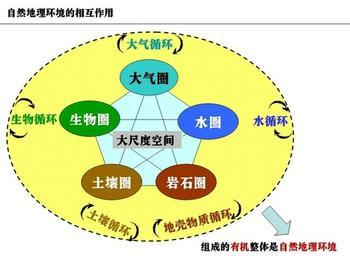 自然地理环境的相互作用
大气循环
大气圈
生物循环
生物圈
水圈
水循环
大尺度空间
土壤圈
岩石圈
土壤循环
地壳物质循环
组成的有机整体是自然地理环境